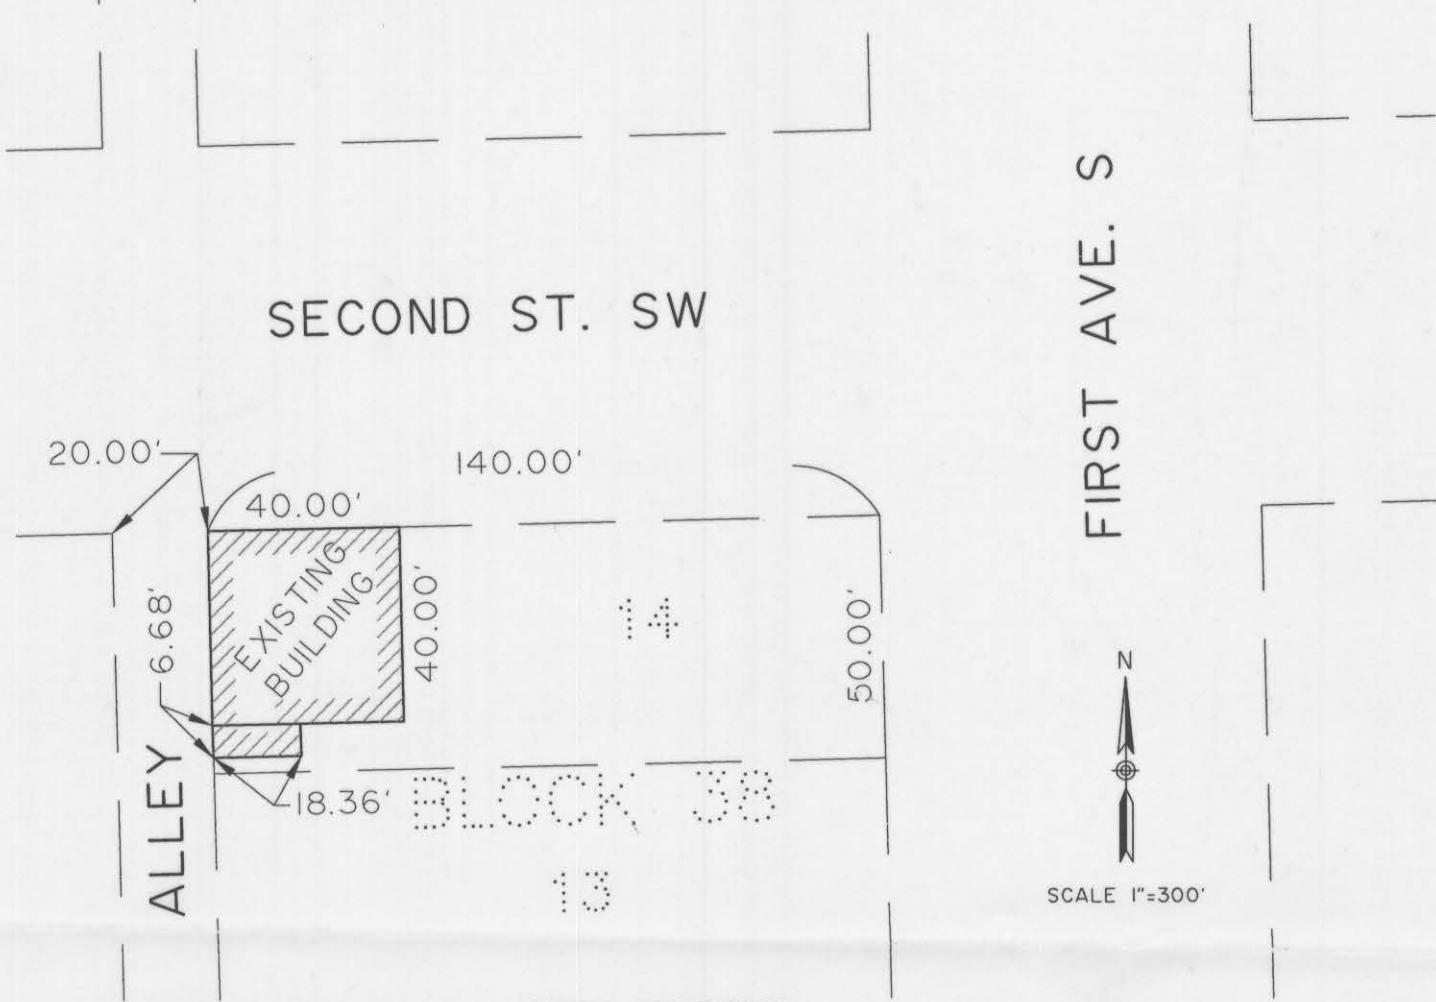 SECOND ST. SW
FIRST AVE. S
20.00'
140.00'
40.00'
EXISTING
BUILDING
40.00'
6.68'
14
50.00'
N
ALLEY
18.36'
BLOCK 38
13
SCALE 1"=300'